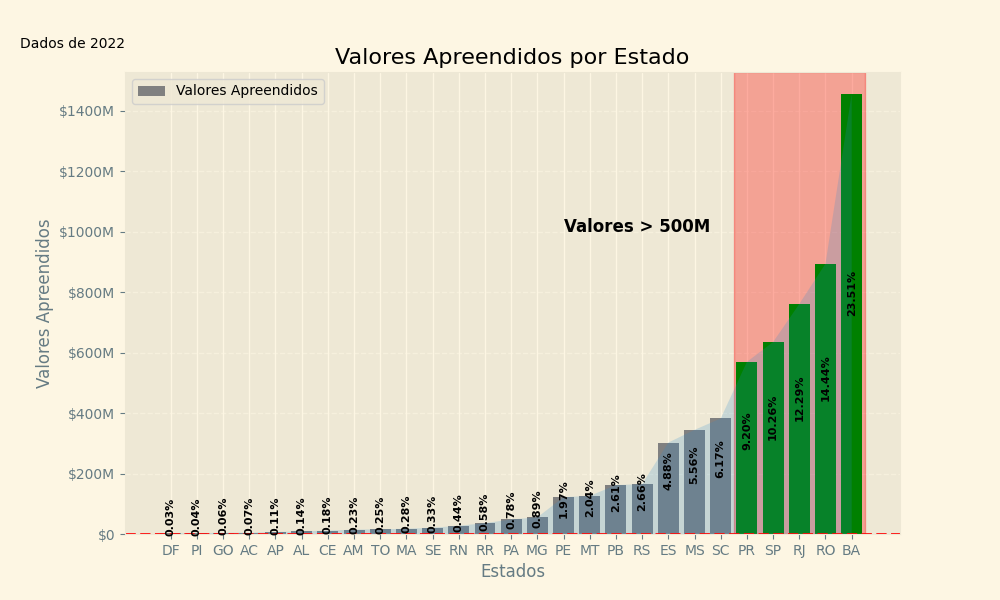 Dados de 2022
Valores Apreendidos por Estado
Valores Apreendidos
$1400M
$1200M
$1000M
$800M
$600M
$400M
$200M
$0
Valores Apreendidos
Valores > 500M
0.03%
0.04%
0.06%
0.07%
0.11%
0.14%
0.18%
0.23%
0.25%
0.28%
0.33%
0.44%
0.58%
0.78%
0.89%
1.97%
2.04%
2.61%
2.66%
4.88%
5.56%
6.17%
9.20%
10.26%
12.29%
14.44%
23.51%
DF PI GO AC AP AL CE AM TO MA SE RN RR PA MG PE MT PB RS ES MS SC PR SP RJ RO BA
Estados